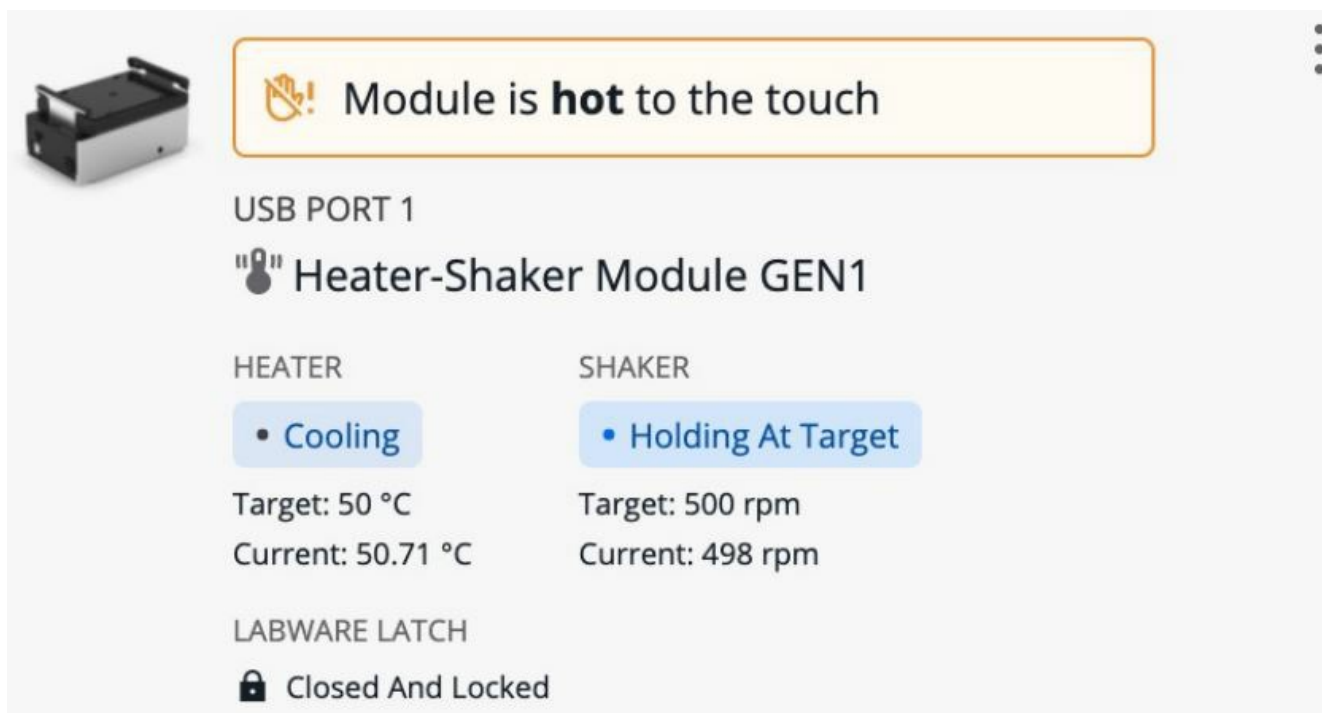 Module is hot to the touch
USB PORT 1
Heater-Shaker Module GEN1
HEATER SHAKER
• Cooling • Holding At Target
Target: 50 °C Target: 500 rpm
Current: 50.71 °C Current: 498 rpm
LABWARE LATCH
Closed And Locked